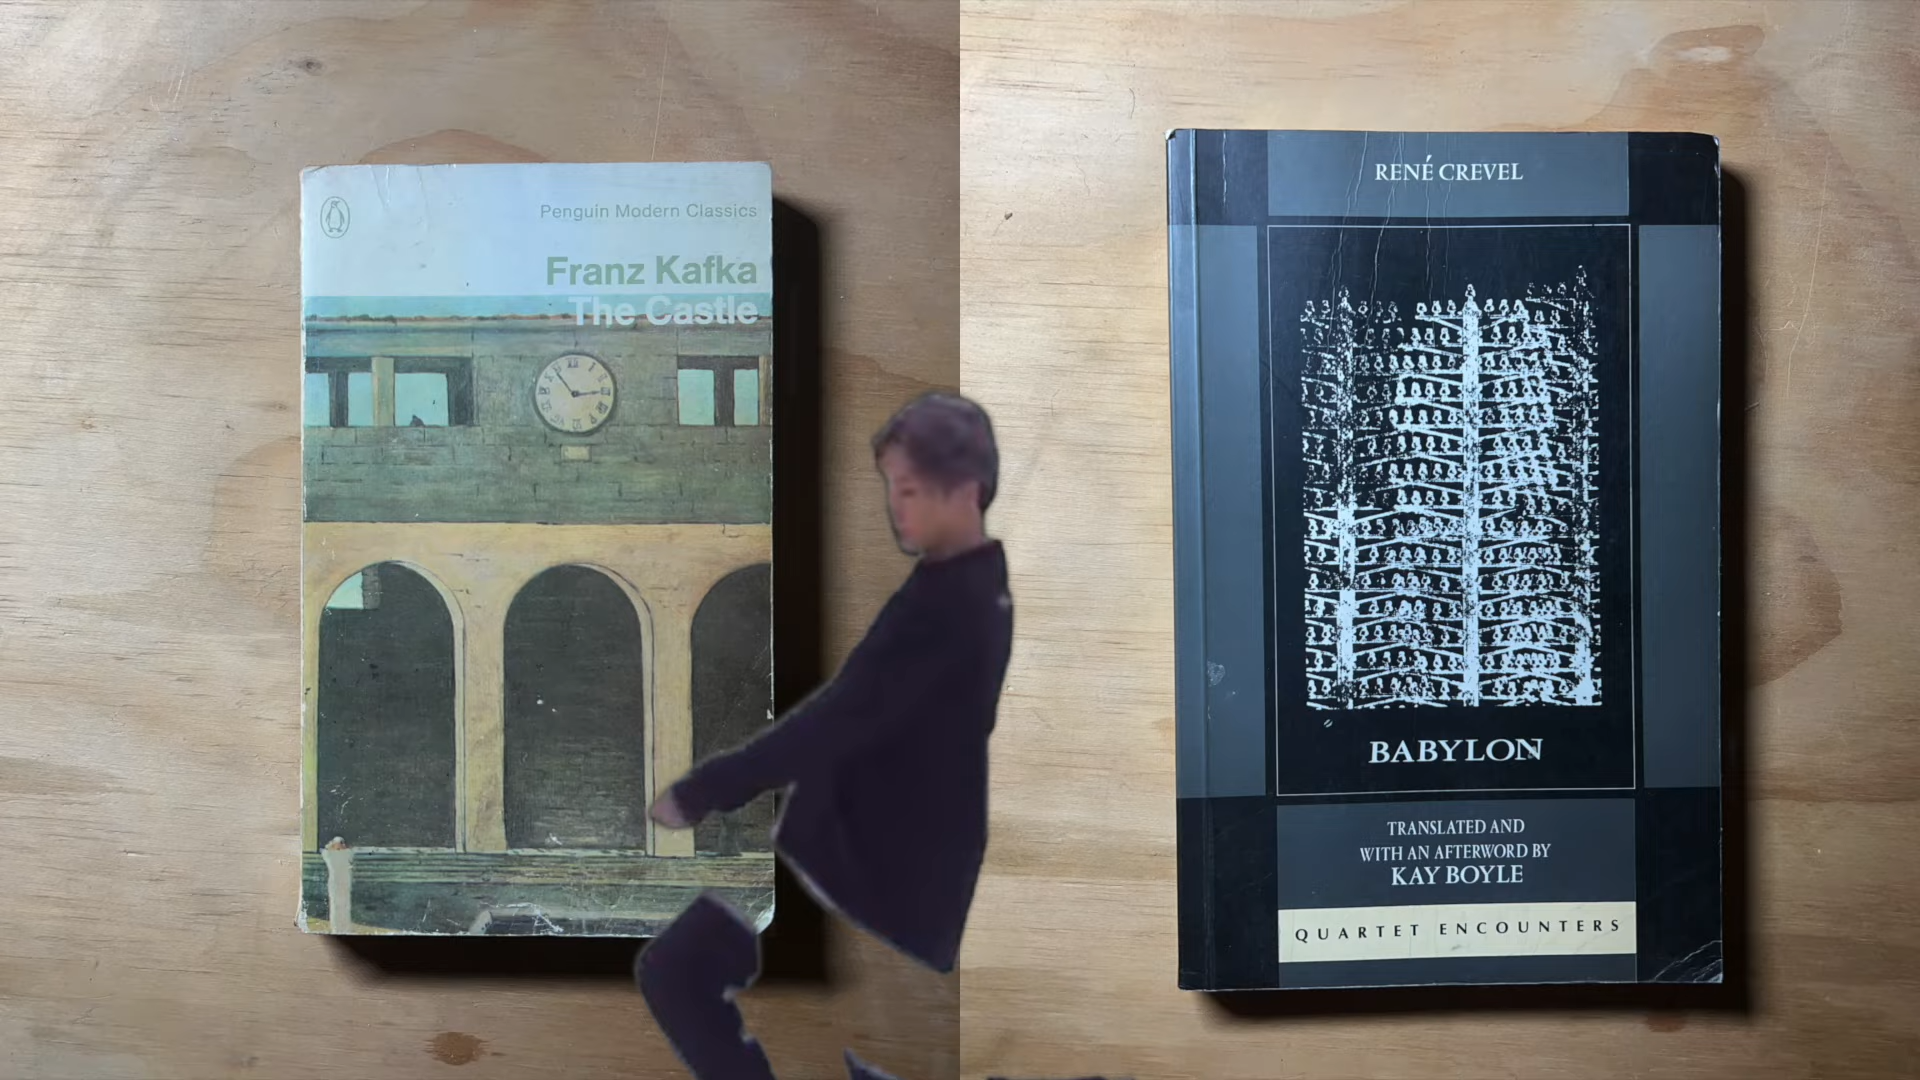 Penguin Modern Classics
Franz Kafka
The Castle
RENÉ CREVEL
BABYLON
TRANSLATED AND
WITH AN AFTERWORD BY
KAY BOYLE
QUARTET ENCOUNTERS